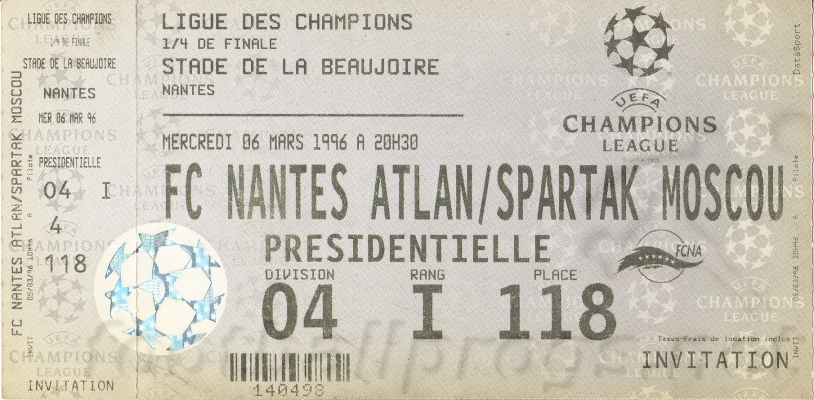 LIGUE DES CHAMPIONS
1/4 DE FINALE
STADE DE LA BEAUJOIRE
NANTES
MER 06 MAR 96
PRESIDENTIELLE
04 I
4
118
INVITATION
FC NANTES ATLAN/SPARTAK MOSCOU
LIGUE DES CHAMPIONS
1/4 DE FINALE
STADE DE LA BEAUJOIRE
NANTES
MERCREDI 06 MARS 1996 A 20H30
FC NANTES ATLAN/SPARTAK MOSCOU
PRESIDENTIELLE
DIVISION RANG PLACE
04 I 118
140498
UEFA
CHAMPIONS
LEAGUE
FCNA
Taxes-Frais de location inclus
INVITATION
DataSport
CHAMPIONS
LEAGUE